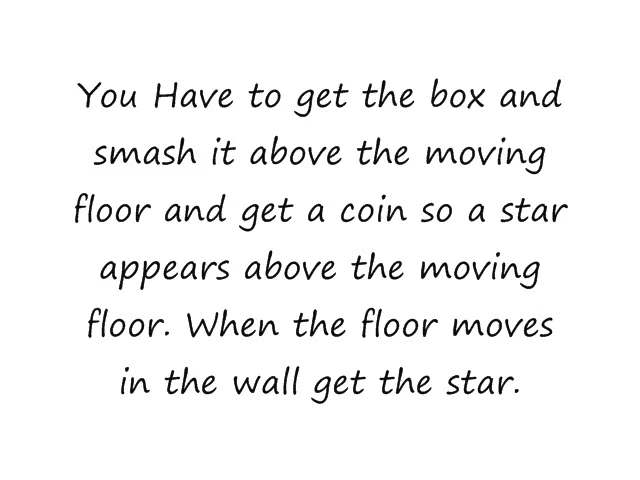 You Have to get the box and
smash it above the moving
floor and get a coin so a star
appears above the moving
floor. When the floor moves
in the wall get the star.